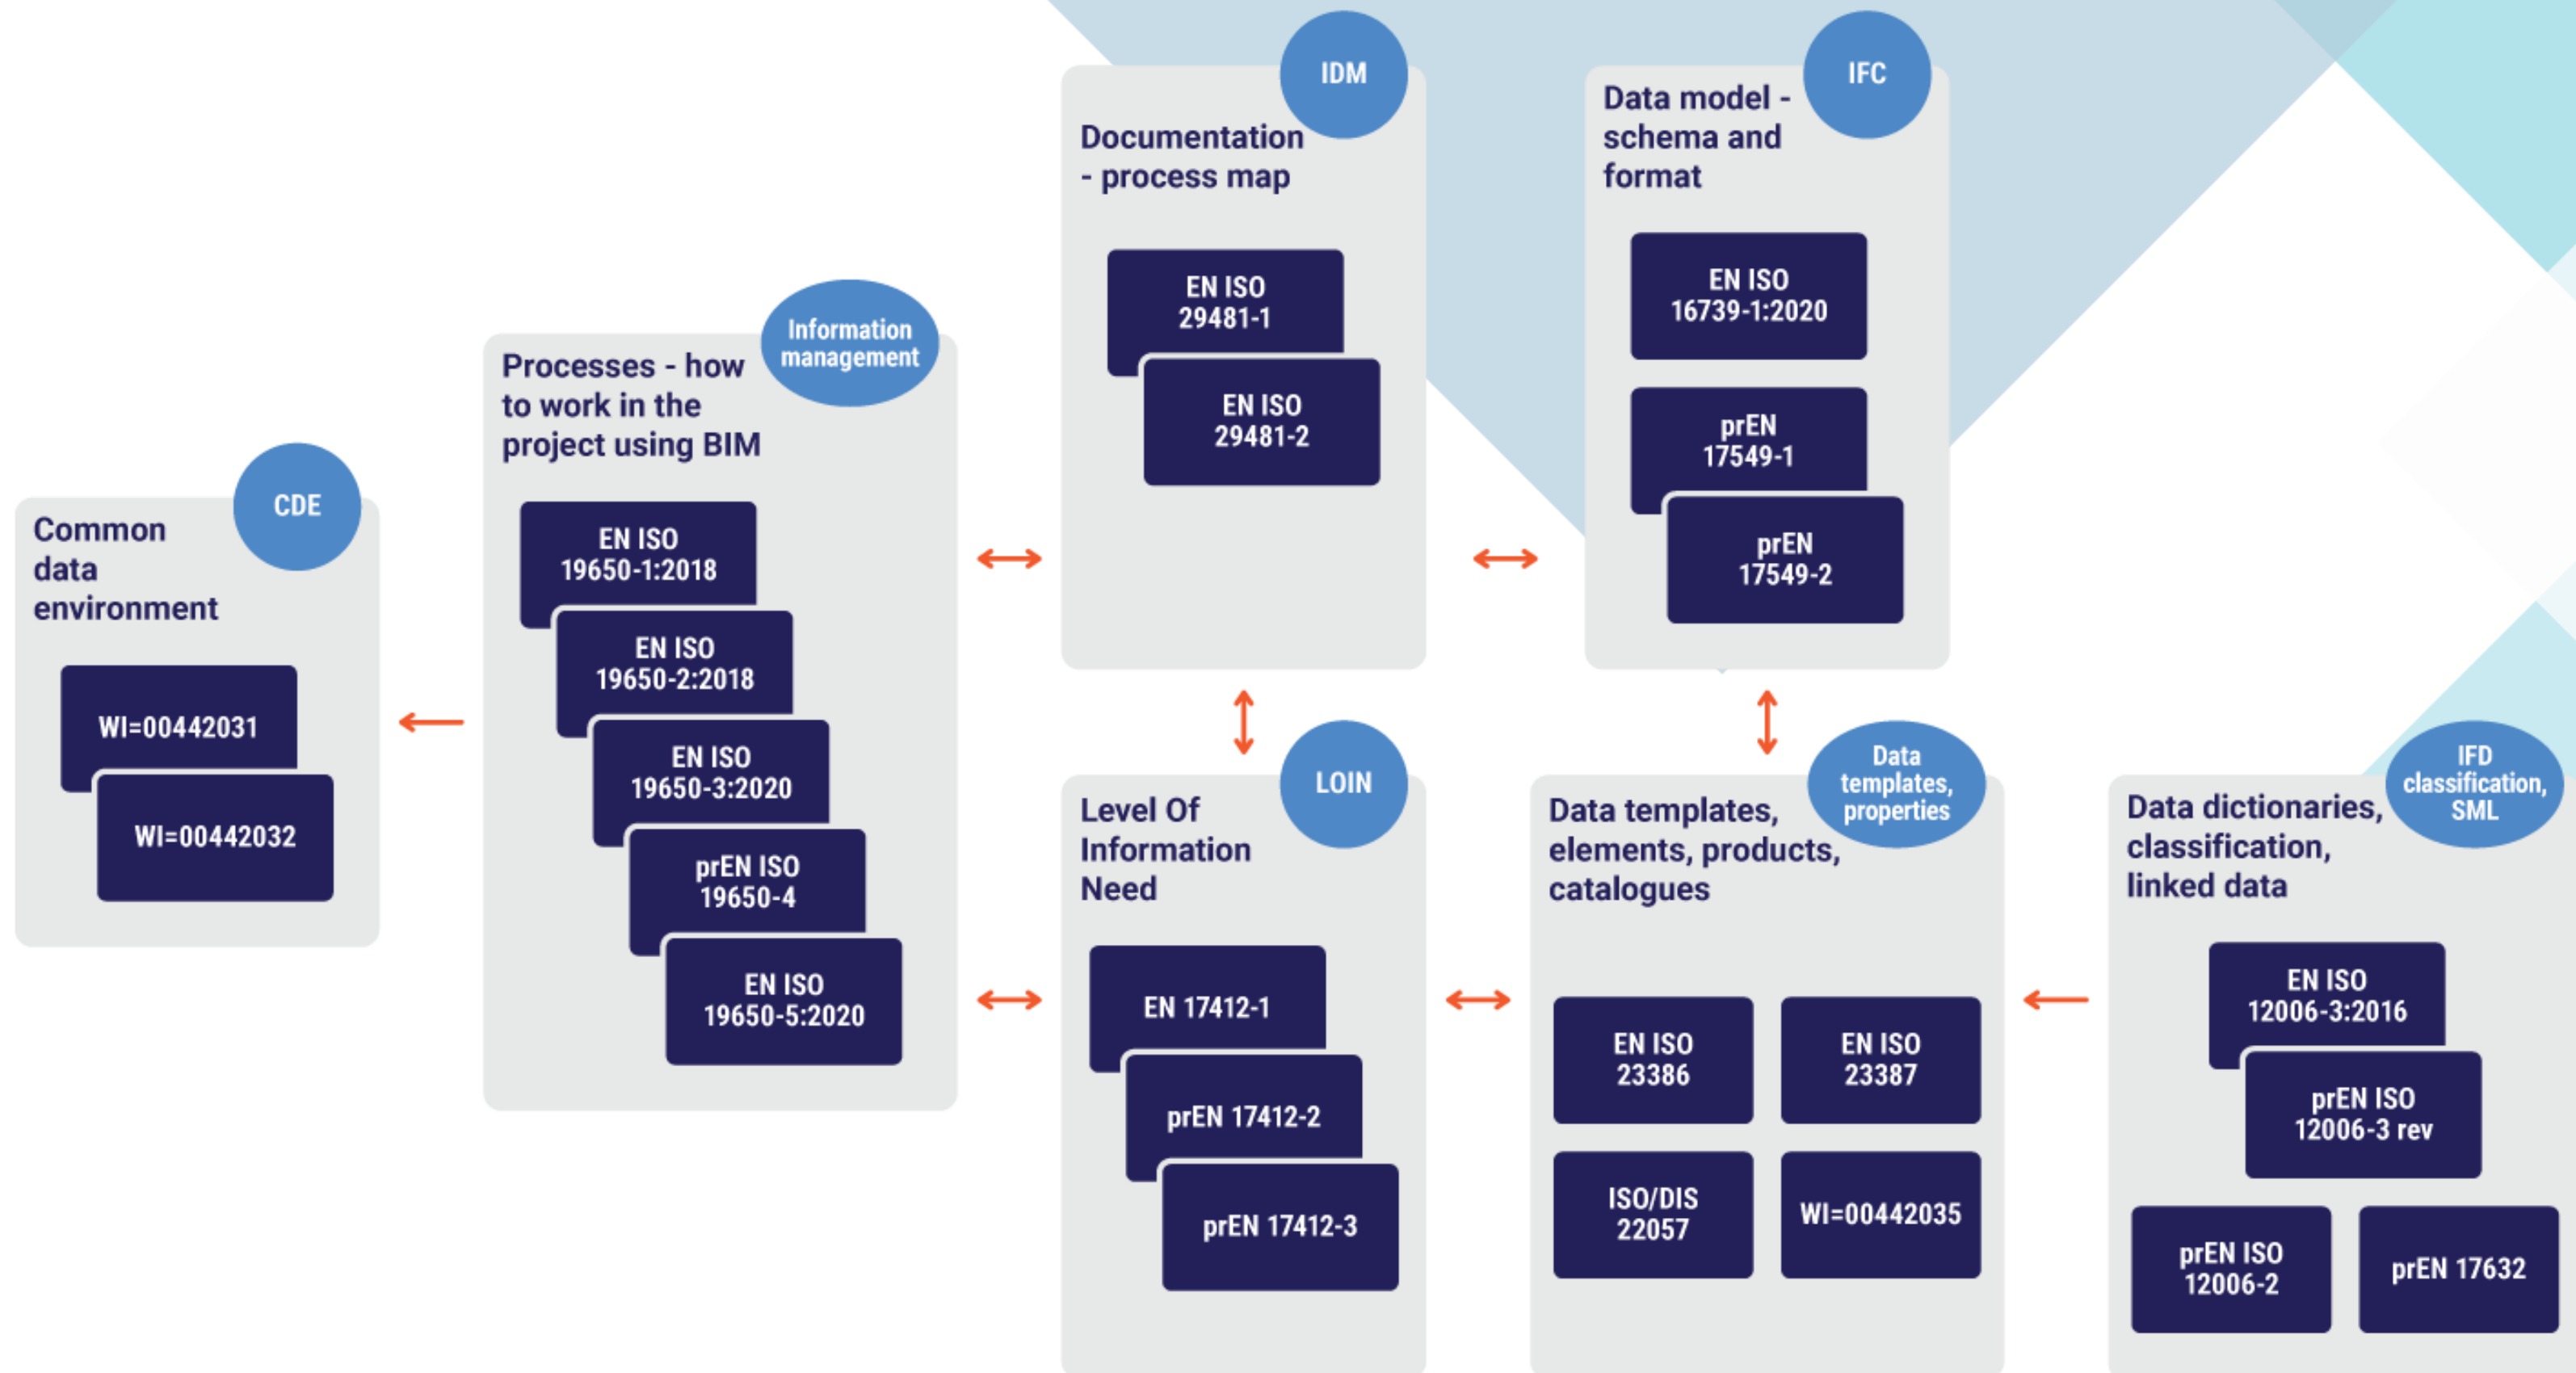 CDE
Common
data
environment
WI=00442031
WI=00442032
Information
management
Processes - how
to work in the
project using BIM
EN ISO
19650-1:2018
EN ISO
19650-2:2018
EN ISO
19650-3:2020
prEN ISO
19650-4
EN ISO
19650-5:2020
IDM
Documentation
- process map
EN ISO
29481-1
EN ISO
29481-2
IFC
Data model -
schema and
format
EN ISO
16739-1:2020
prEN
17549-1
prEN
17549-2
LOIN
Level Of
Information
Need
EN 17412-1
prEN 17412-2
prEN 17412-3
Data
templates,
properties
Data templates,
elements, products,
catalogues
EN ISO
23386
EN ISO
23387
ISO/DIS
22057
WI=00442035
IFD
classification,
SML
Data dictionaries,
classification,
linked data
EN ISO
12006-3:2016
prEN ISO
12006-3 rev
prEN ISO
12006-2
prEN 17632